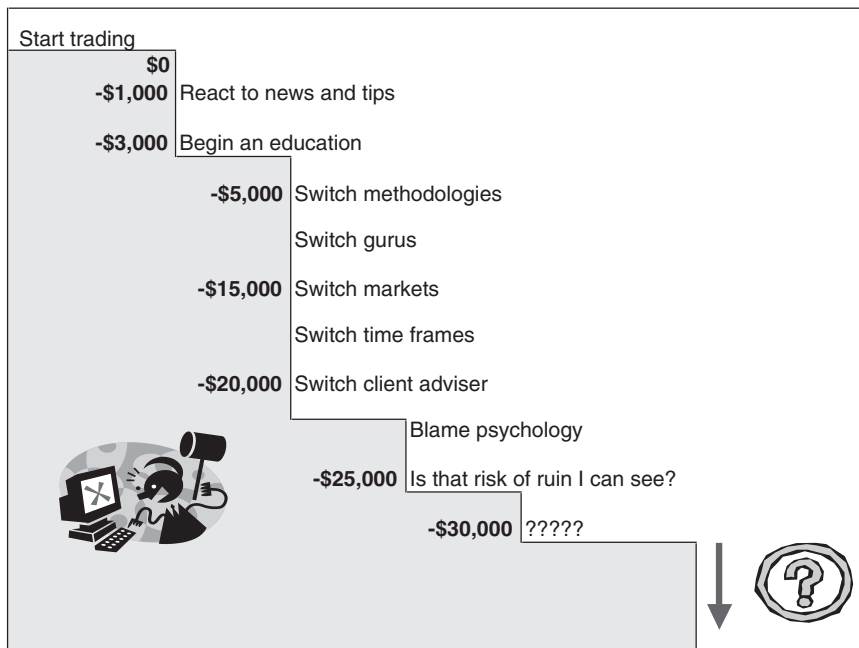 Start trading
$0
-$1,000 React to news and tips
-$3,000 Begin an education
-$5,000 Switch methodologies
Switch gurus
-$15,000 Switch markets
Switch time frames
-$20,000 Switch client adviser
Blame psychology
-$25,000 Is that risk of ruin I can see?
-$30,000 ?????
?